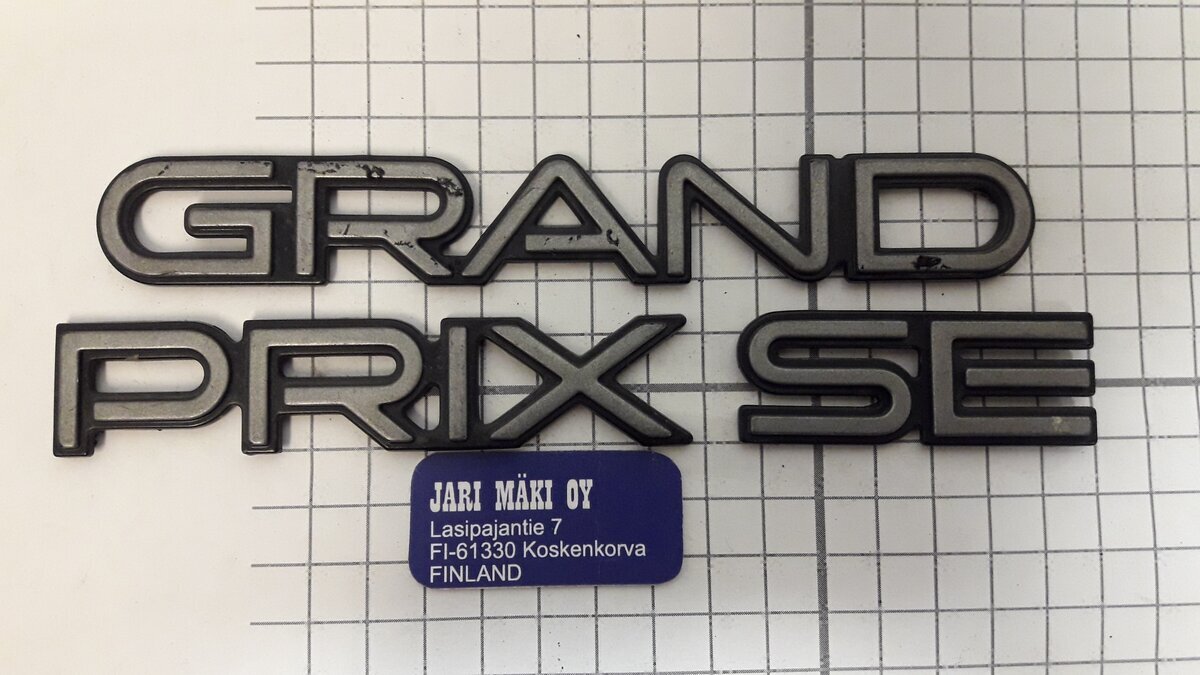 GRAND
PRIX SE
JARI MÄKI OY
Lasipajantie 7
FI-61330 Koskenkorva
FINLAND